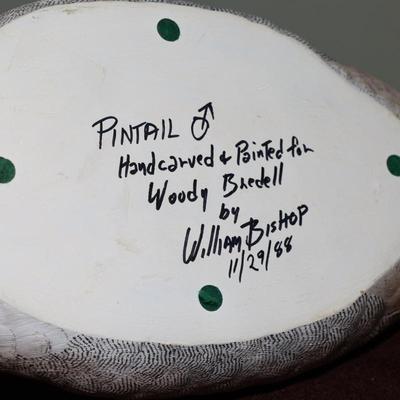 PINTAIL ♂
Handcarved & Painted for
Woody Bredell
by
William Bishop
11/29/88